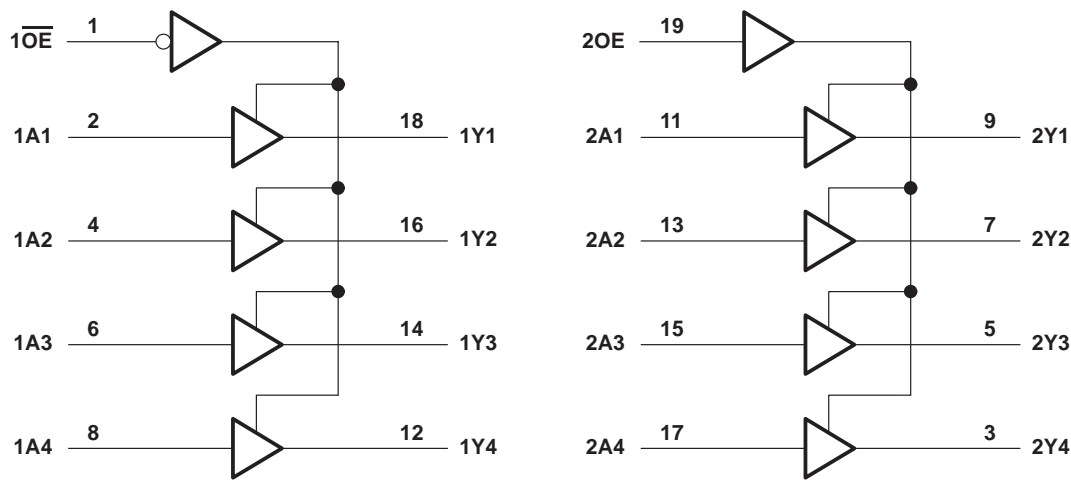 1O̅E̅ 1
1A1 2 18 1Y1
1A2 4 16 1Y2
1A3 6 14 1Y3
1A4 8 12 1Y4
2OE 19
2A1 11 9 2Y1
2A2 13 7 2Y2
2A3 15 5 2Y3
2A4 17 3 2Y4